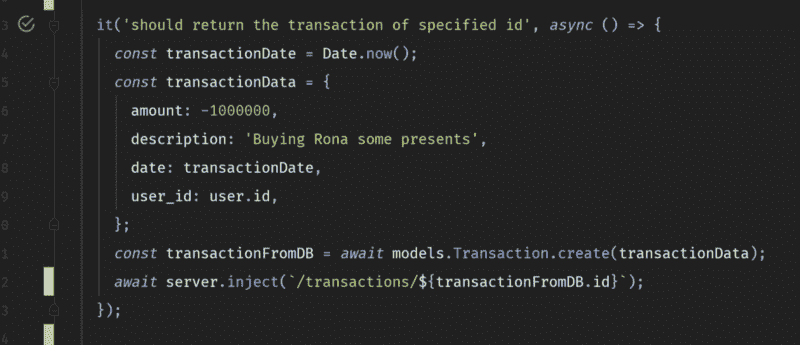 3 it('should return the transaction of specified id', async () => {
4 const transactionDate = Date.now();
5 const transactionData = {
6 amount: -1000000,
7 description: 'Buying Rona some presents',
8 date: transactionDate,
9 user_id: user.id,
0 };
1 const transactionFromDB = await models.Transaction.create(transactionData);
2 await server.inject(`/transactions/${transactionFromDB.id}`);
3 });
4